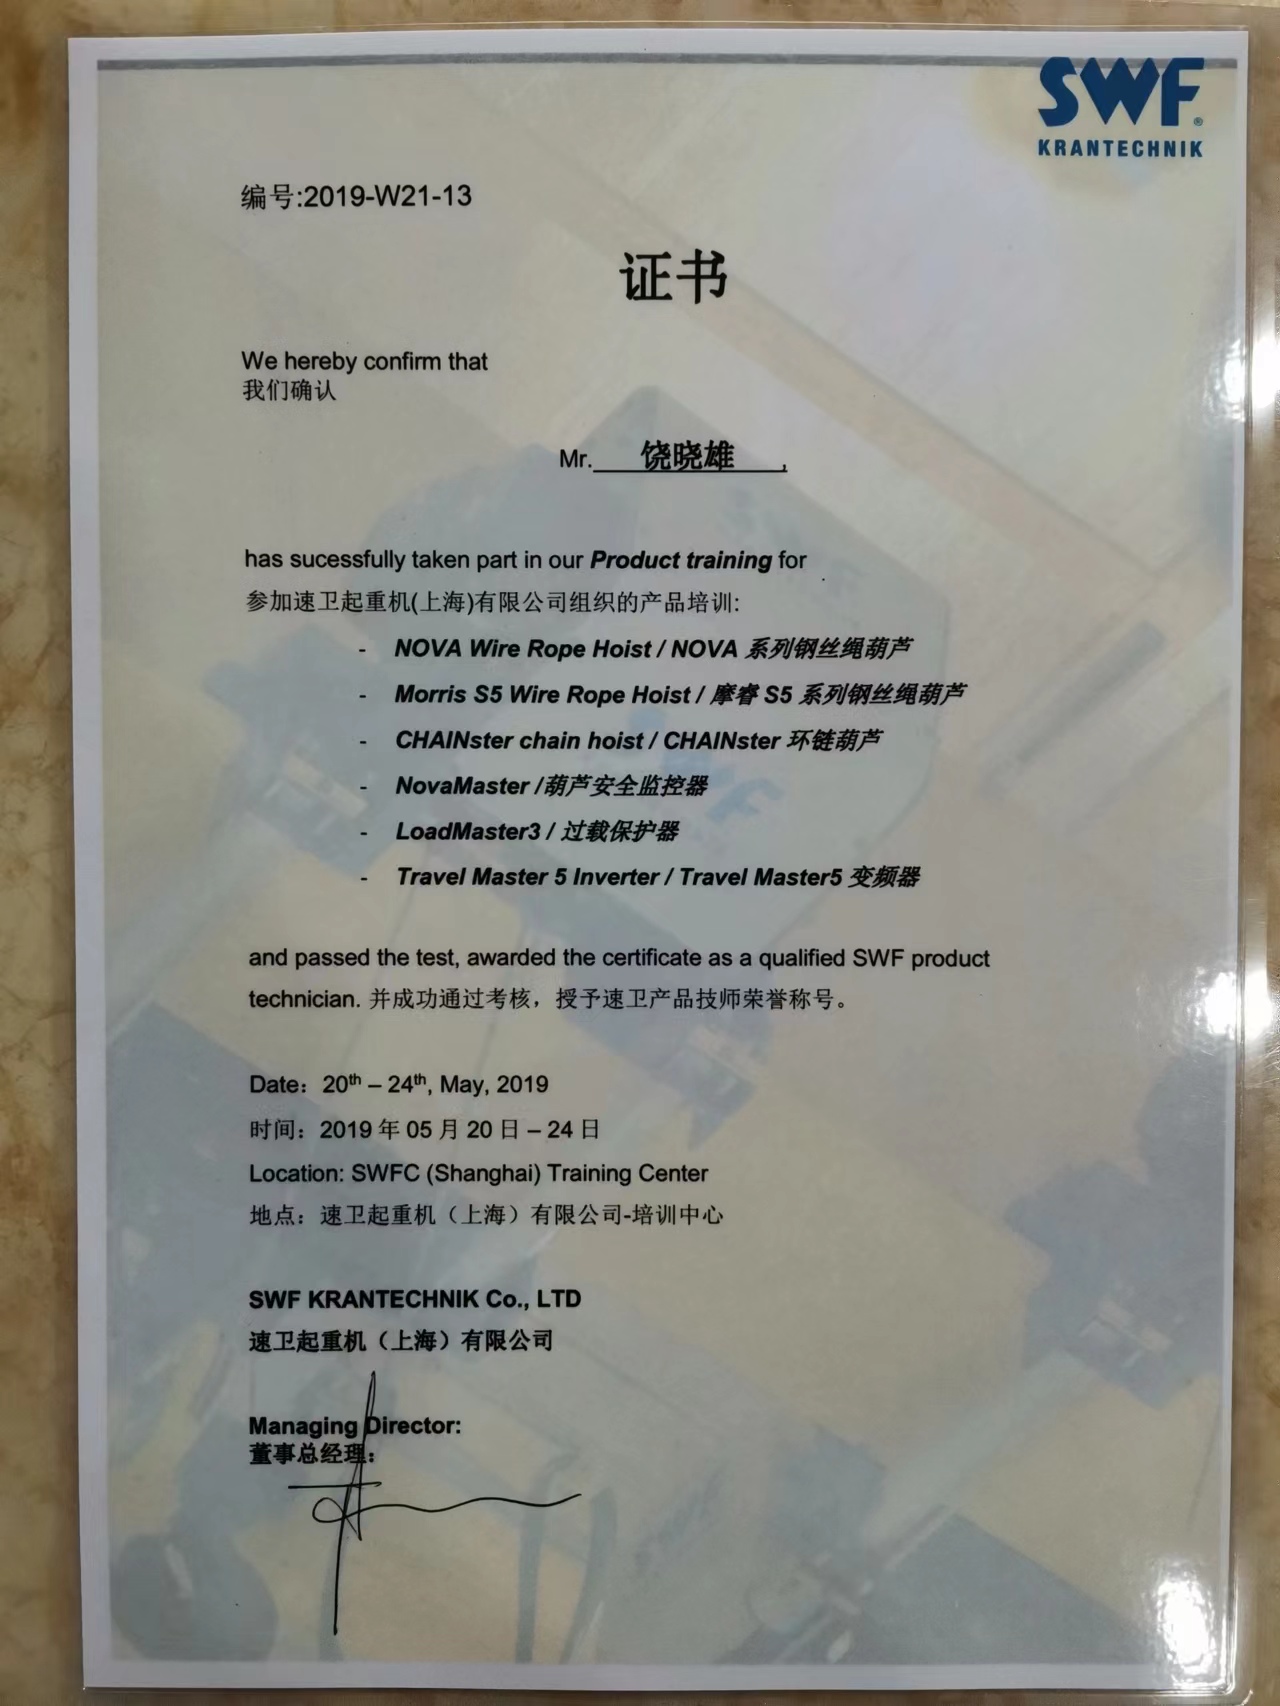 SWF®
KRANTECHNIK
编号:2019-W21-13
证书
We hereby confirm that
我们确认
Mr. 饶晓雄 ,
has sucessfully taken part in our Product training for
参加速卫起重机(上海)有限公司组织的产品培训:
- NOVA Wire Rope Hoist / NOVA 系列钢丝绳葫芦
- Morris S5 Wire Rope Hoist / 摩睿 S5 系列钢丝绳葫芦
- CHAINster chain hoist / CHAINster 环链葫芦
- NovaMaster /葫芦安全监控器
- LoadMaster3 / 过载保护器
- Travel Master 5 Inverter / Travel Master5 变频器
and passed the test, awarded the certificate as a qualified SWF product
technician. 并成功通过考核，授予速卫产品技师荣誉称号。
Date：20th – 24th, May, 2019
时间：2019 年 05 月 20 日 – 24 日
Location: SWFC (Shanghai) Training Center
地点：速卫起重机（上海）有限公司-培训中心
SWF KRANTECHNIK Co., LTD
速卫起重机（上海）有限公司
Managing Director:
董事总经理：